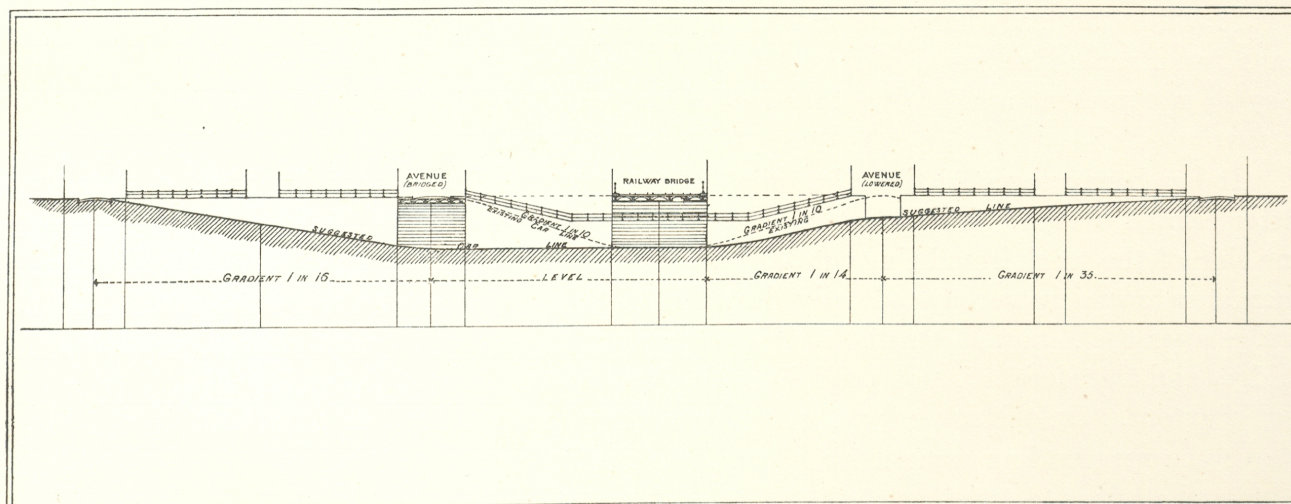 AVENUE
(BRIDGED)
RAILWAY BRIDGE
AVENUE
(LOWERED)
GRADIENT 1 IN 10
EXISTING CAR LINE
GRADIENT 1 IN 10
EXISTING
SUGGESTED CAR LINE
SUGGESTED LINE
GRADIENT 1 IN 16
LEVEL
GRADIENT 1 IN 14
GRADIENT 1 IN 35.